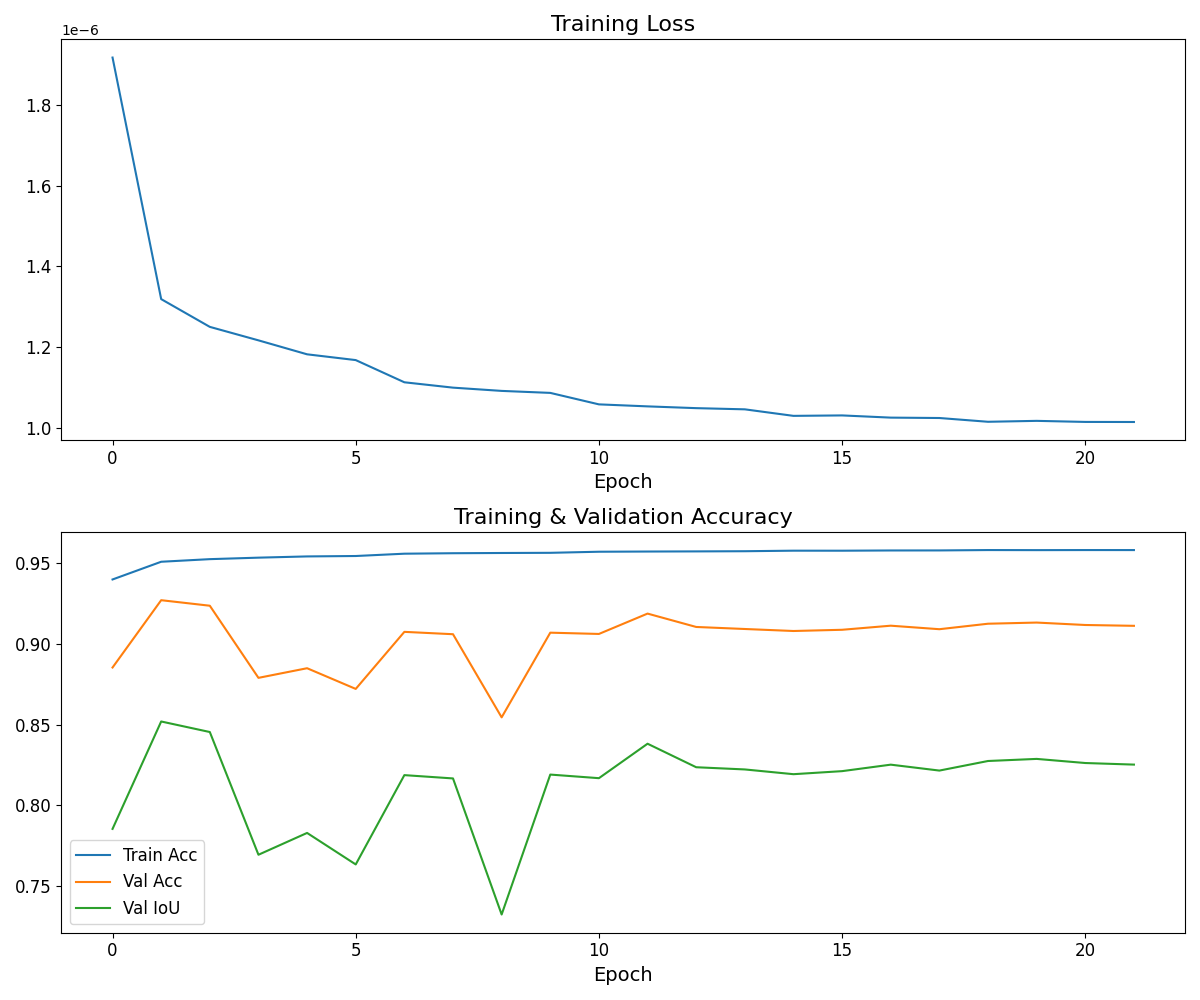 Training Loss
1e−6
1.8
1.6
1.4
1.2
1.0
0 5 10 15 20
Epoch
Training & Validation Accuracy
0.95
0.90
0.85
0.80
0.75
Train Acc
Val Acc
Val IoU
0 5 10 15 20
Epoch